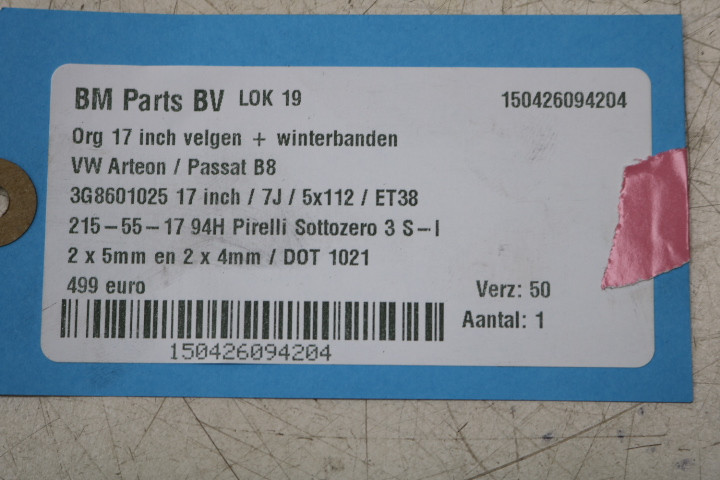 BM Parts BV LOK 19 150426094204
Org 17 inch velgen + winterbanden
VW Arteon / Passat B8
3G8601025 17 inch / 7J / 5x112 / ET38
215-55-17 94H Pirelli Sottozero 3 S-I
2 x 5mm en 2 x 4mm / DOT 1021
499 euro
Verz: 50
Aantal: 1
150426094204